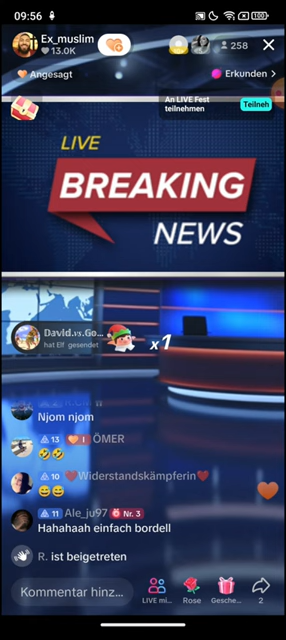 09:56
100
Ex_muslim
13.0K
258
Angesagt
Erkunden >
An LIVE Fest
teilnehmen
Teilneh
LIVE
BREAKING
NEWS
David.vs.Go...
hat Elf gesendet
x1
Njom njom
13 I ÖMER
🤣🤣
10 ❤️Widerstandskämpferin❤️
😄😄
11 Ale_ju97 Nr. 3
Hahahaah einfach bordell
R. ist beigetreten
Kommentar hinz...
LIVE mi...
Rose
Gesche...
2